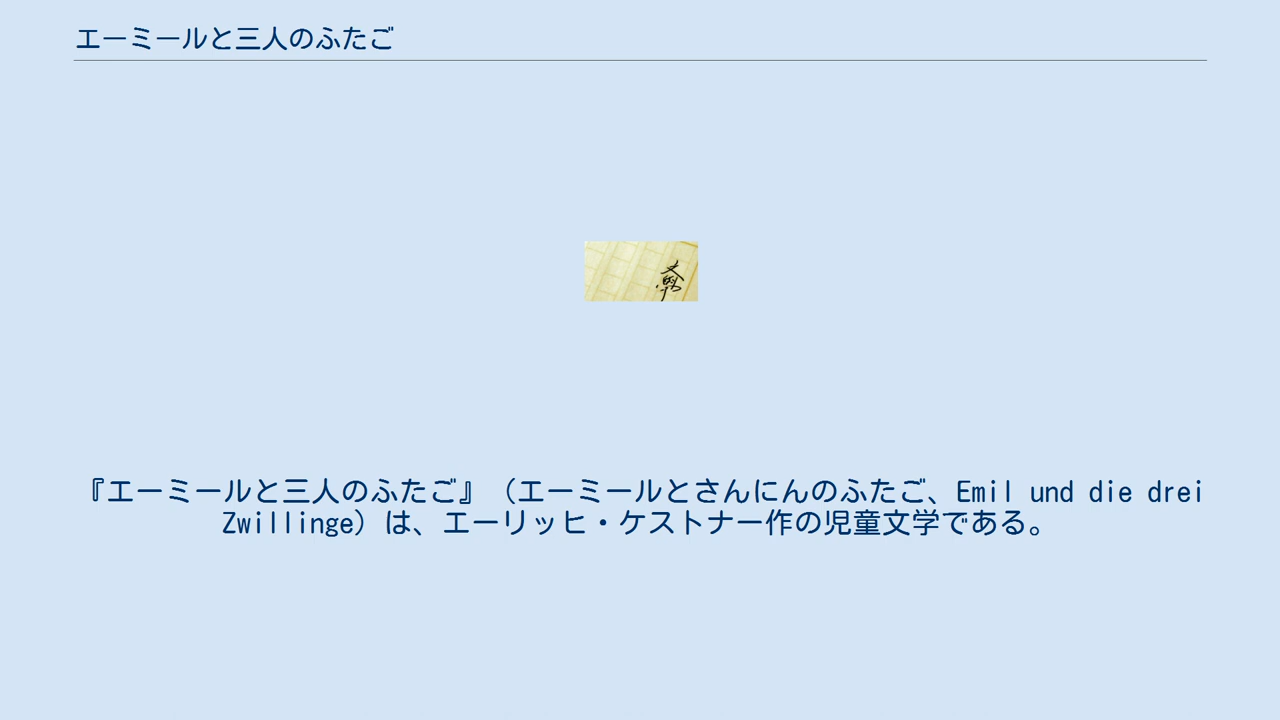 エーミールと三人のふたご
『エーミールと三人のふたご』（エーミールとさんにんのふたご、Emil und die drei
Zwillinge）は、エーリッヒ・ケストナー作の児童文学である。